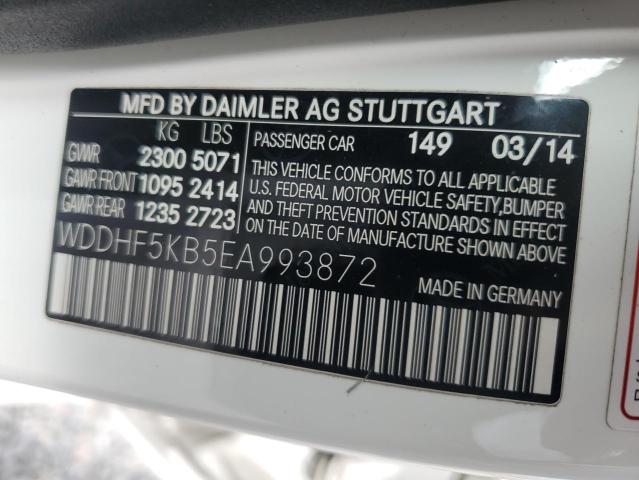 MFD BY DAIMLER AG STUTTGART
KG LBS
GVWR 2300 5071
GAWR FRONT 1095 2414
GAWR REAR 1235 2723
PASSENGER CAR 149 03/14
THIS VEHICLE CONFORMS TO ALL APPLICABLE
U.S. FEDERAL MOTOR VEHICLE SAFETY,BUMPER
AND THEFT PREVENTION STANDARDS IN EFFECT
ON THE DATE OF MANUFACTURE SHOWN ABOVE
WDDHF5KB5EA993872
MADE IN GERMANY